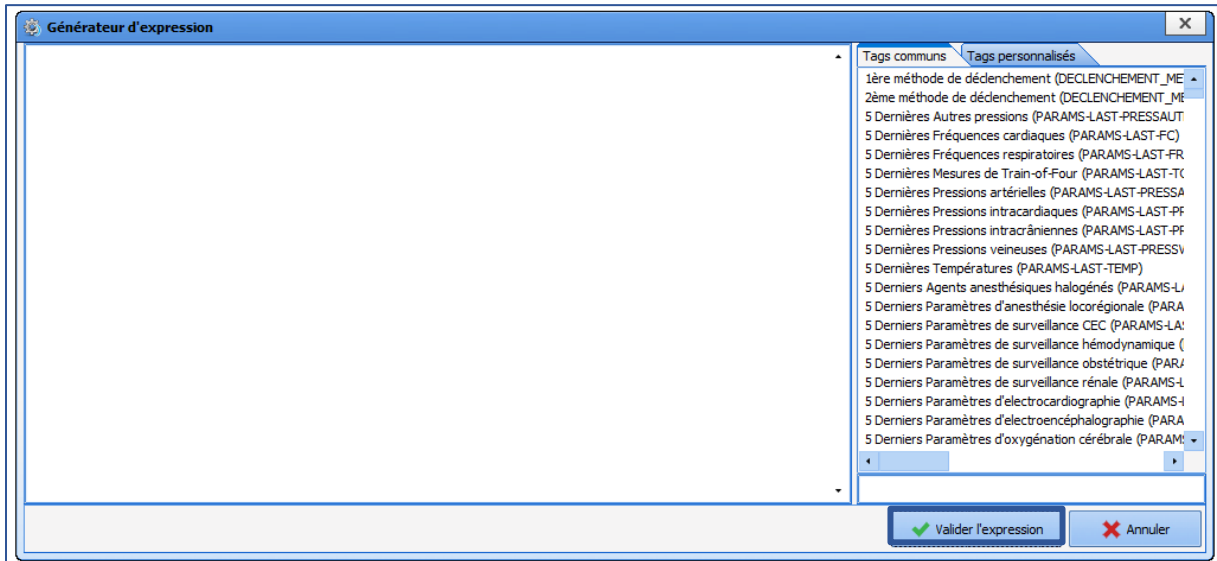 Générateur d'expression
Tags communs
Tags personnalisés
1ère méthode de déclenchement (DECLENCHEMENT_ME
2ème méthode de déclenchement (DECLENCHEMENT_ME
5 Dernières Autres pressions (PARAMS-LAST-PRESSAUT
5 Dernières Fréquences cardiaques (PARAMS-LAST-FC)
5 Dernières Fréquences respiratoires (PARAMS-LAST-FR
5 Dernières Mesures de Train-of-Four (PARAMS-LAST-TO
5 Dernières Pressions artérielles (PARAMS-LAST-PRESSA
5 Dernières Pressions intracardiaques (PARAMS-LAST-PR
5 Dernières Pressions intracrâniennes (PARAMS-LAST-PR
5 Dernières Pressions veineuses (PARAMS-LAST-PRESSV
5 Dernières Températures (PARAMS-LAST-TEMP)
5 Derniers Agents anesthésiques halogénés (PARAMS-LA
5 Derniers Paramètres d'anesthésie locorégionale (PARA
5 Derniers Paramètres de surveillance CEC (PARAMS-LAS
5 Derniers Paramètres de surveillance hémodynamique (
5 Derniers Paramètres de surveillance obstétrique (PARA
5 Derniers Paramètres de surveillance rénale (PARAMS-L
5 Derniers Paramètres d'electrocardiographie (PARAMS-L
5 Derniers Paramètres d'electroencéphalographie (PARA
5 Derniers Paramètres d'oxygénation cérébrale (PARAMS
Valider l'expression
Annuler